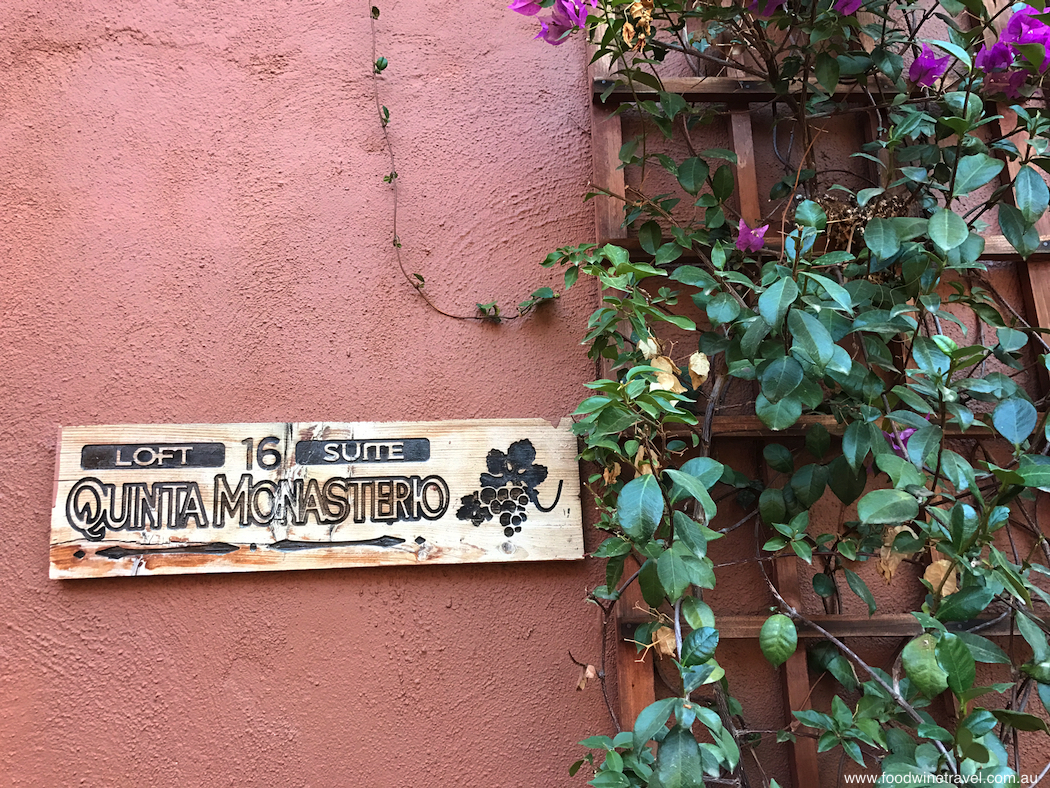 LOFT 16 SUITE
QUINTA MONASTERIO
www.foodwinetravel.com.au